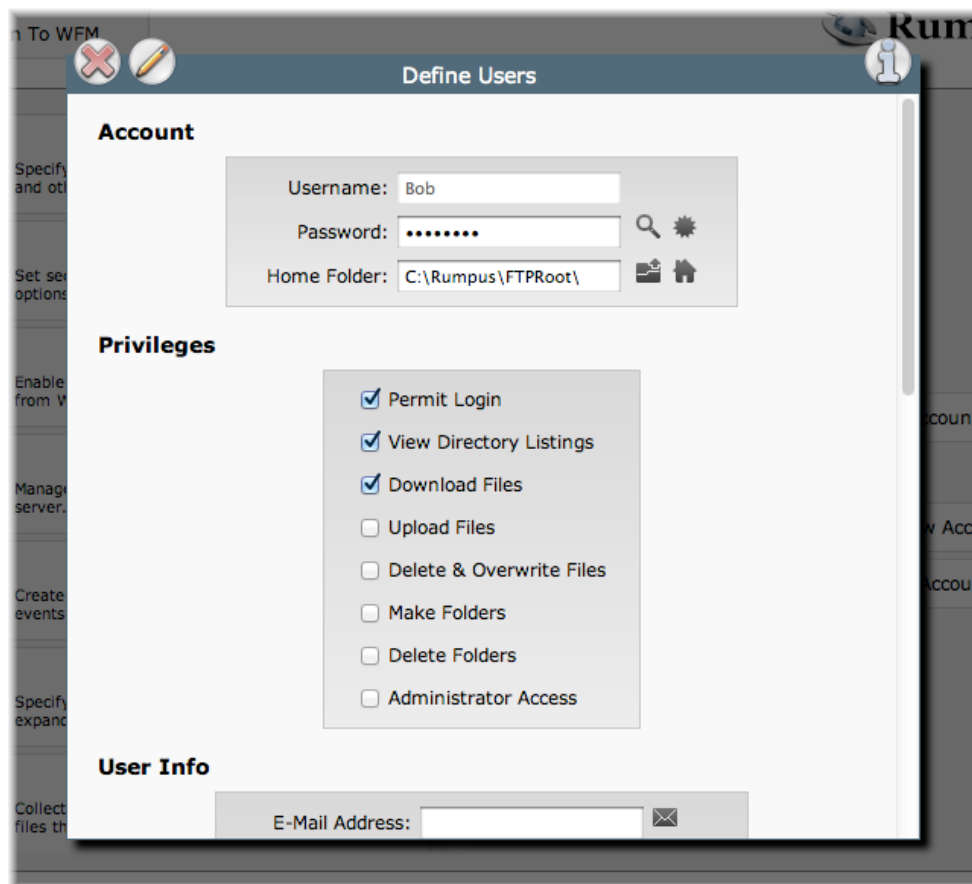 n To WFM
Rum
Define Users
Account
Username: Bob
Password: ••••••••
Home Folder: C:\Rumpus\FTPRoot\
Privileges
Permit Login
View Directory Listings
Download Files
Upload Files
Delete & Overwrite Files
Make Folders
Delete Folders
Administrator Access
User Info
E-Mail Address:
Specify
and oth
Set sec
options
Enable
from W
Manage
server.
Create
events
Specify
expand
Collect
files th
ccoun
w Acc
Accou